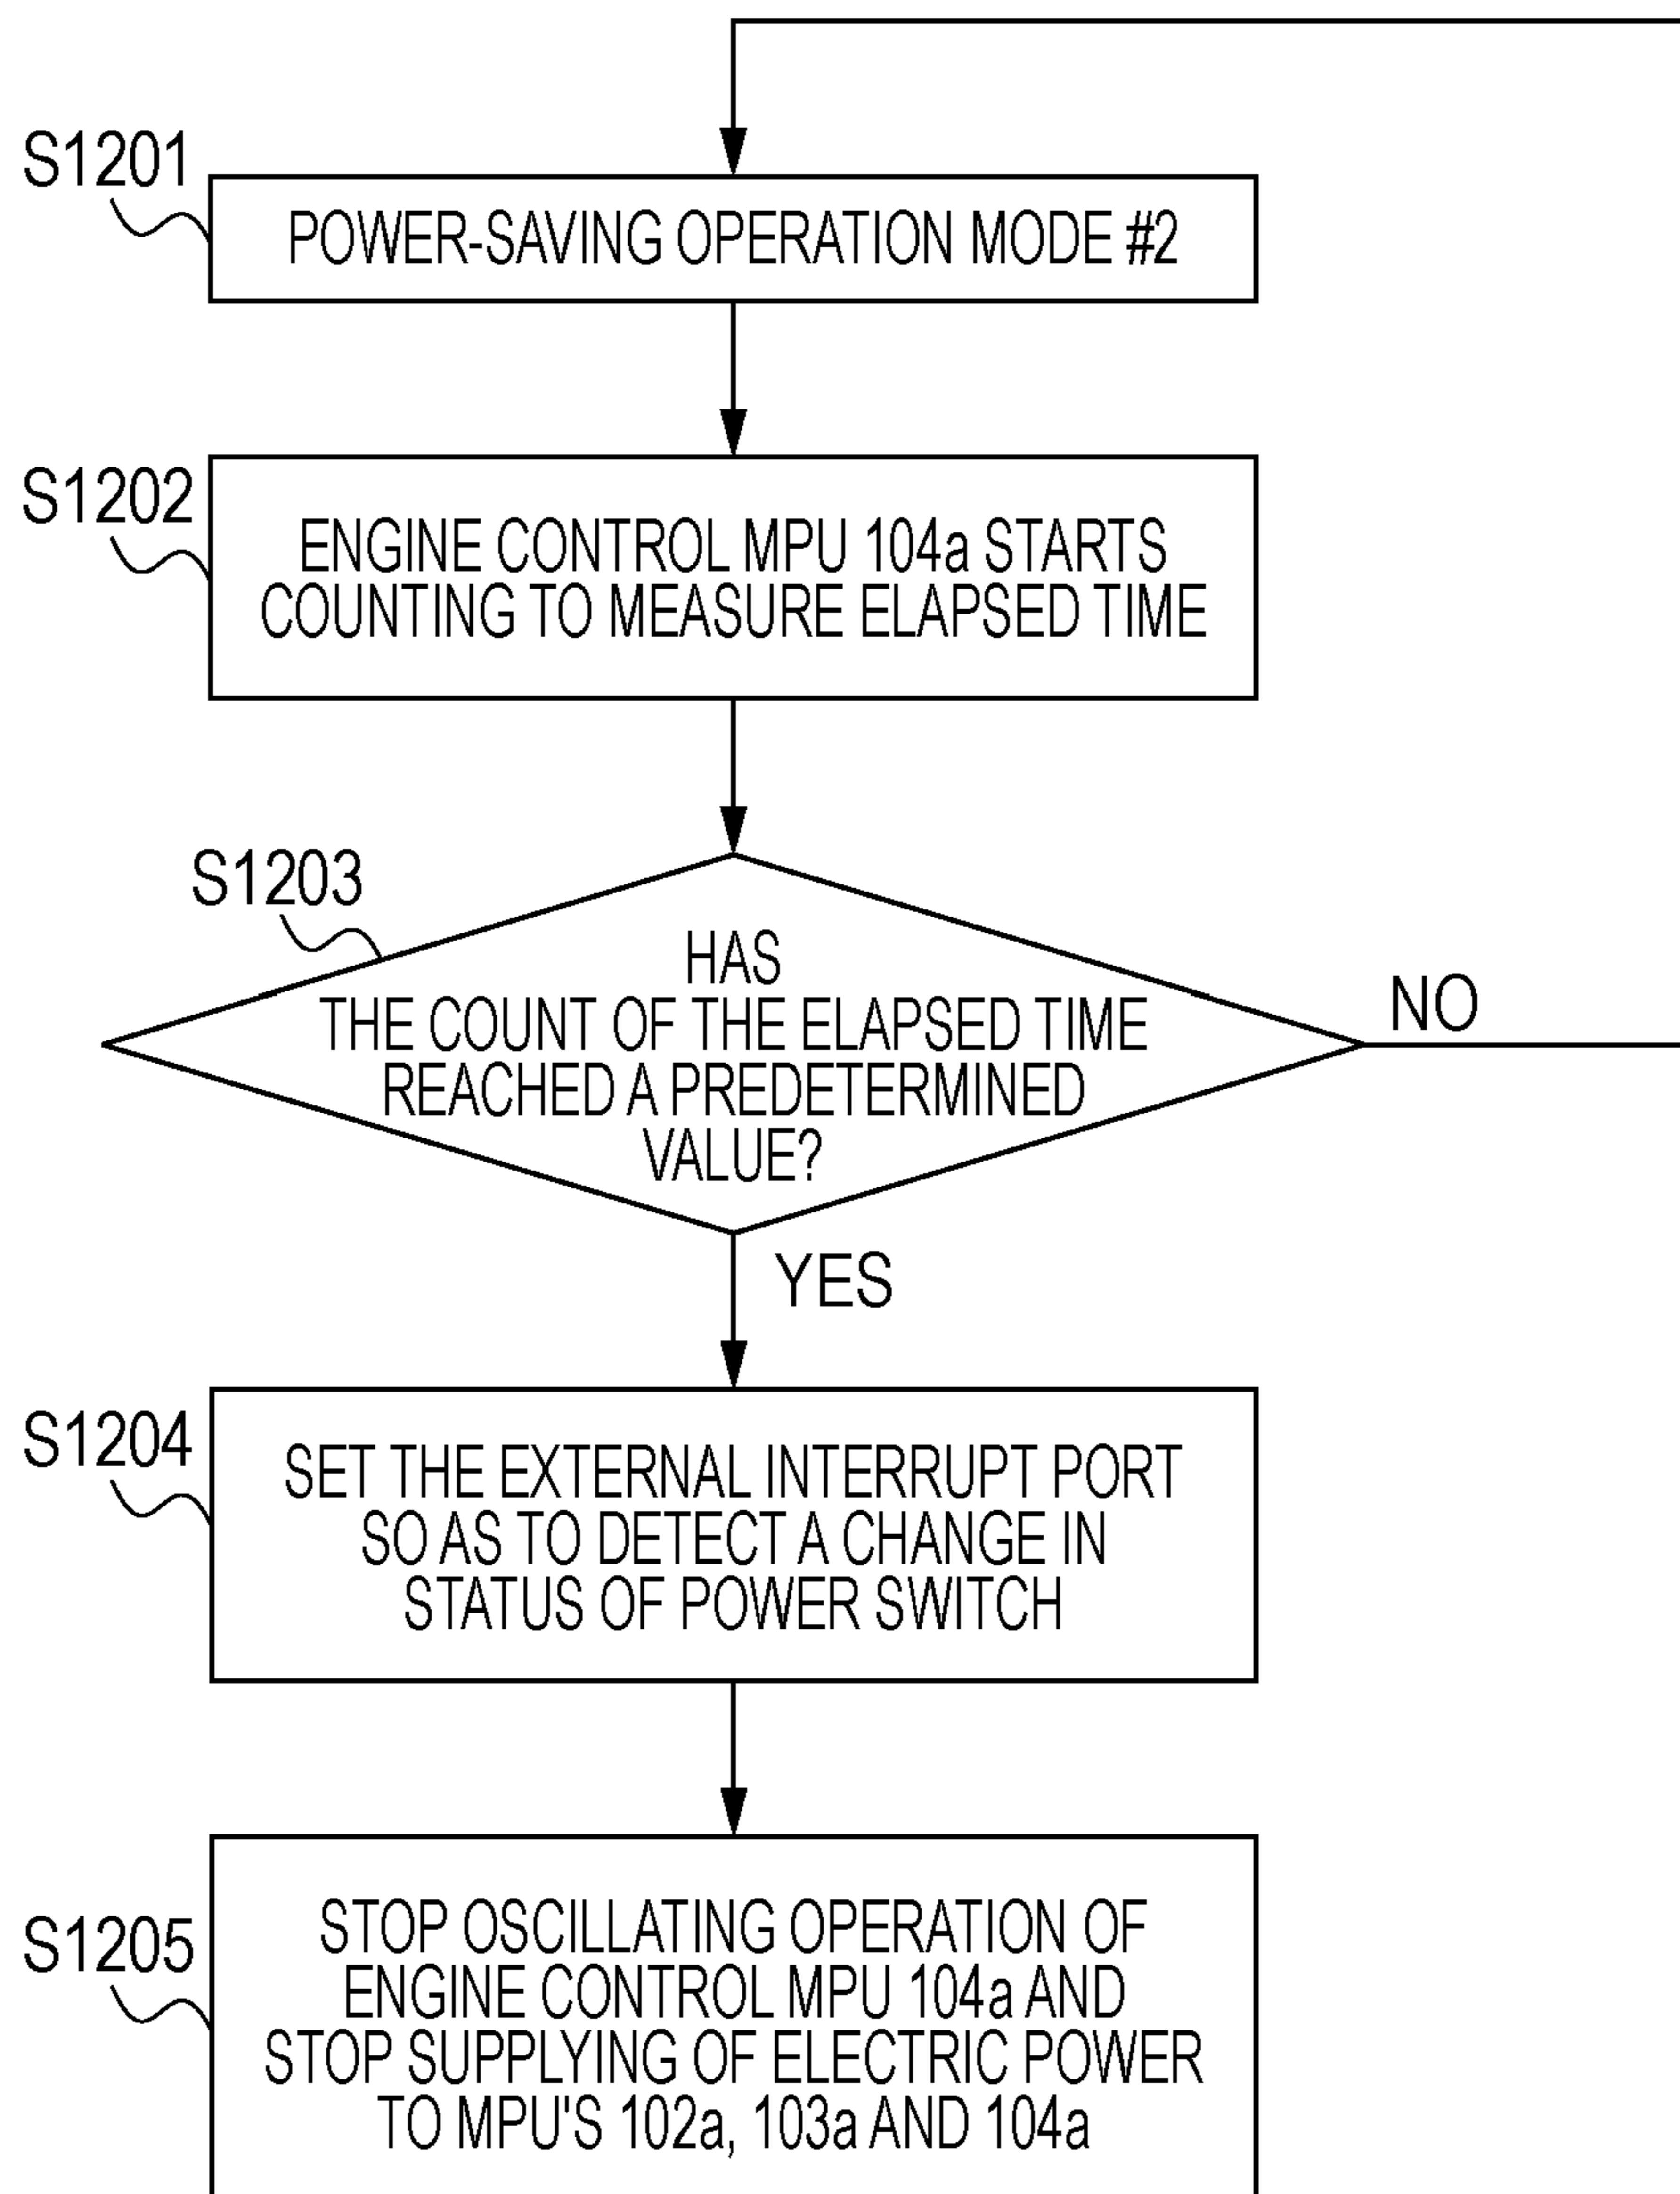 S1201
POWER-SAVING OPERATION MODE #2
S1202
ENGINE CONTROL MPU 104a STARTS
COUNTING TO MEASURE ELAPSED TIME
S1203
HAS
THE COUNT OF THE ELAPSED TIME
REACHED A PREDETERMINED
VALUE?
NO
YES
S1204
SET THE EXTERNAL INTERRUPT PORT
SO AS TO DETECT A CHANGE IN
STATUS OF POWER SWITCH
S1205
STOP OSCILLATING OPERATION OF
ENGINE CONTROL MPU 104a AND
STOP SUPPLYING OF ELECTRIC POWER
TO MPU'S 102a, 103a AND 104a